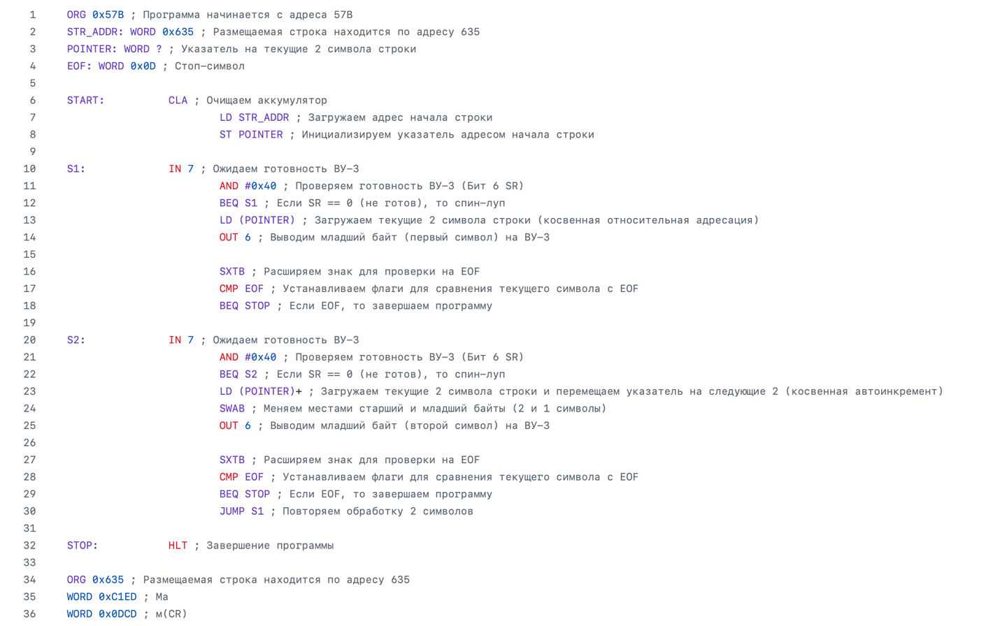 1 ORG 0x57B ; Программа начинается с адреса 57B
2 STR_ADDR: WORD 0x635 ; Размещаемая строка находится по адресу 635
3 POINTER: WORD ? ; Указатель на текущие 2 символа строки
4 EOF: WORD 0x0D ; Стоп-символ
5
6 START: CLA ; Очищаем аккумулятор
7 LD STR_ADDR ; Загружаем адрес начала строки
8 ST POINTER ; Инициализируем указатель адресом начала строки
9
10 S1: IN 7 ; Ожидаем готовность ВУ-3
11 AND #0x40 ; Проверяем готовность ВУ-3 (Бит 6 SR)
12 BEQ S1 ; Если SR == 0 (не готов), то спин-луп
13 LD (POINTER) ; Загружаем текущие 2 символа строки (косвенная относительная адресация)
14 OUT 6 ; Выводим младший байт (первый символ) на ВУ-3
15
16 SXTB ; Расширяем знак для проверки на EOF
17 CMP EOF ; Устанавливаем флаги для сравнения текущего символа с EOF
18 BEQ STOP ; Если EOF, то завершаем программу
19
20 S2: IN 7 ; Ожидаем готовность ВУ-3
21 AND #0x40 ; Проверяем готовность ВУ-3 (Бит 6 SR)
22 BEQ S2 ; Если SR == 0 (не готов), то спин-луп
23 LD (POINTER)+ ; Загружаем текущие 2 символа строки и перемещаем указатель на следующие 2 (косвенная автоинкремент)
24 SWAB ; Меняем местами старший и младший байты (2 и 1 символы)
25 OUT 6 ; Выводим младший байт (второй символ) на ВУ-3
26
27 SXTB ; Расширяем знак для проверки на EOF
28 CMP EOF ; Устанавливаем флаги для сравнения текущего символа с EOF
29 BEQ STOP ; Если EOF, то завершаем программу
30 JUMP S1 ; Повторяем обработку 2 символов
31
32 STOP: HLT ; Завершение программы
33
34 ORG 0x635 ; Размещаемая строка находится по адресу 635
35 WORD 0xC1ED ; Ма
36 WORD 0x0DCD ; м(CR)